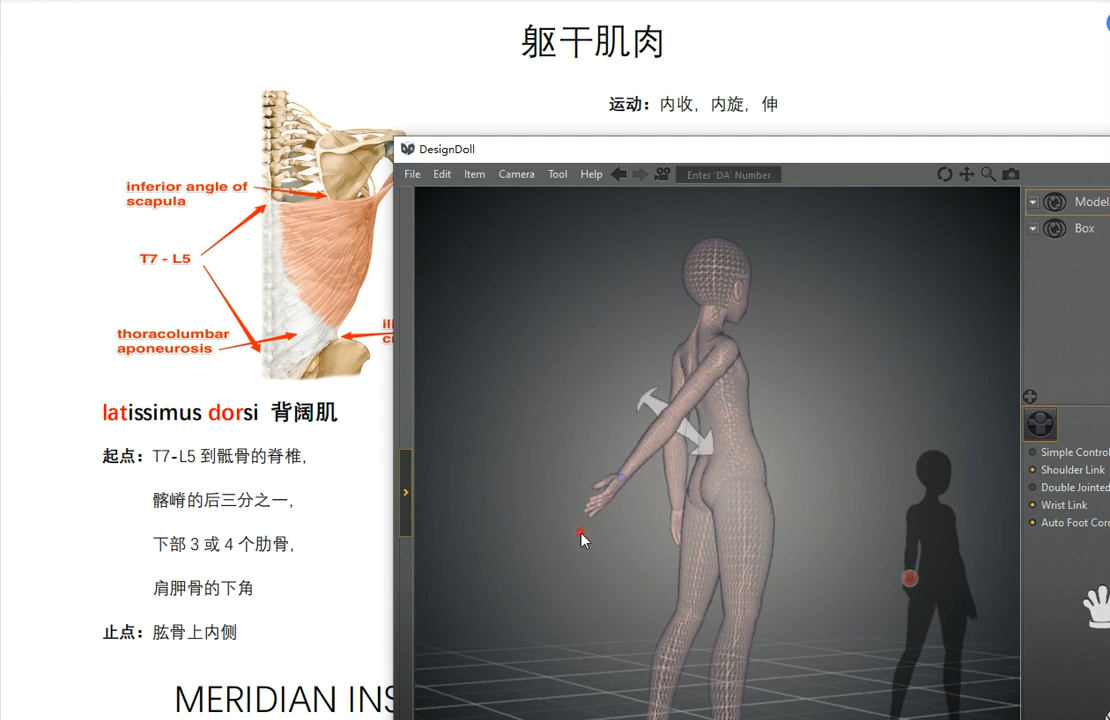 躯干肌肉
运动：内收，内旋，伸
inferior angle of
scapula
T7 - L5
thoracolumbar
aponeurosis
latissimus dorsi 背阔肌
起点：T7-L5 到骶骨的脊椎，
髂嵴的后三分之一，
下部 3 或 4 个肋骨，
肩胛骨的下角
止点：肱骨上内侧
MERIDIAN INS
DesignDoll
File Edit Item Camera Tool Help Enter 'DA' Number
Model
Box
Simple Control
Shoulder Link
Double Jointed
Wrist Link
Auto Foot Corr